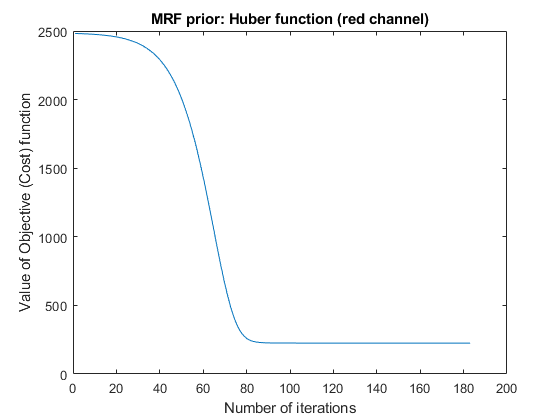 MRF prior: Huber function (red channel)
2500
2000
1500
1000
500
0
Value of Objective (Cost) function
0 20 40 60 80 100 120 140 160 180 200
Number of iterations